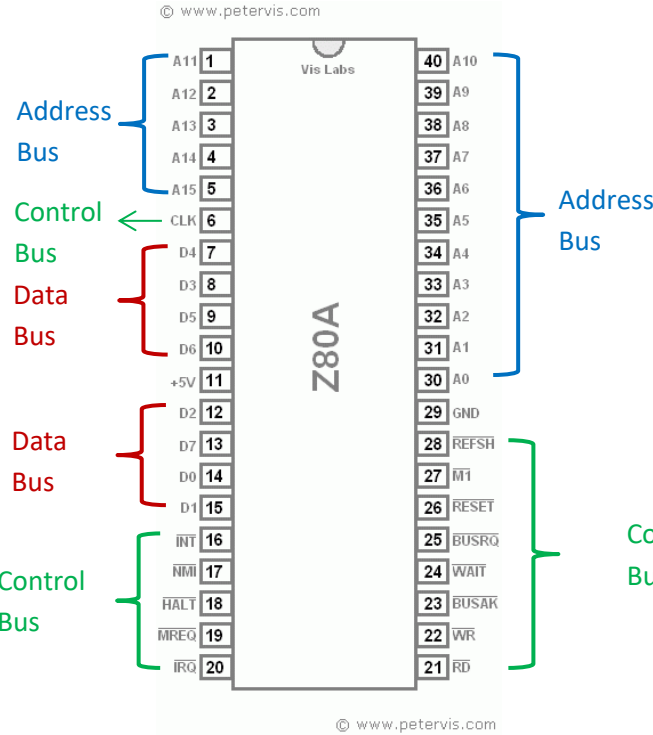 © www.petervis.com
Vis Labs
A11 1
A12 2
A13 3
A14 4
A15 5
CLK 6
D4 7
D3 8
D5 9
D6 10
+5V 11
D2 12
D7 13
D0 14
D1 15
INT 16
NMI 17
HALT 18
MREQ 19
IRQ 20
Address
Bus
Control
Bus
Data
Bus
Data
Bus
Control
Bus
Z80A
40 A10
39 A9
38 A8
37 A7
36 A6
35 A5
34 A4
33 A3
32 A2
31 A1
30 A0
29 GND
28 REFSH
27 M1
26 RESET
25 BUSRQ
24 WAIT
23 BUSAK
22 WR
21 RD
Address
Bus
Co
Bu
© www.petervis.com